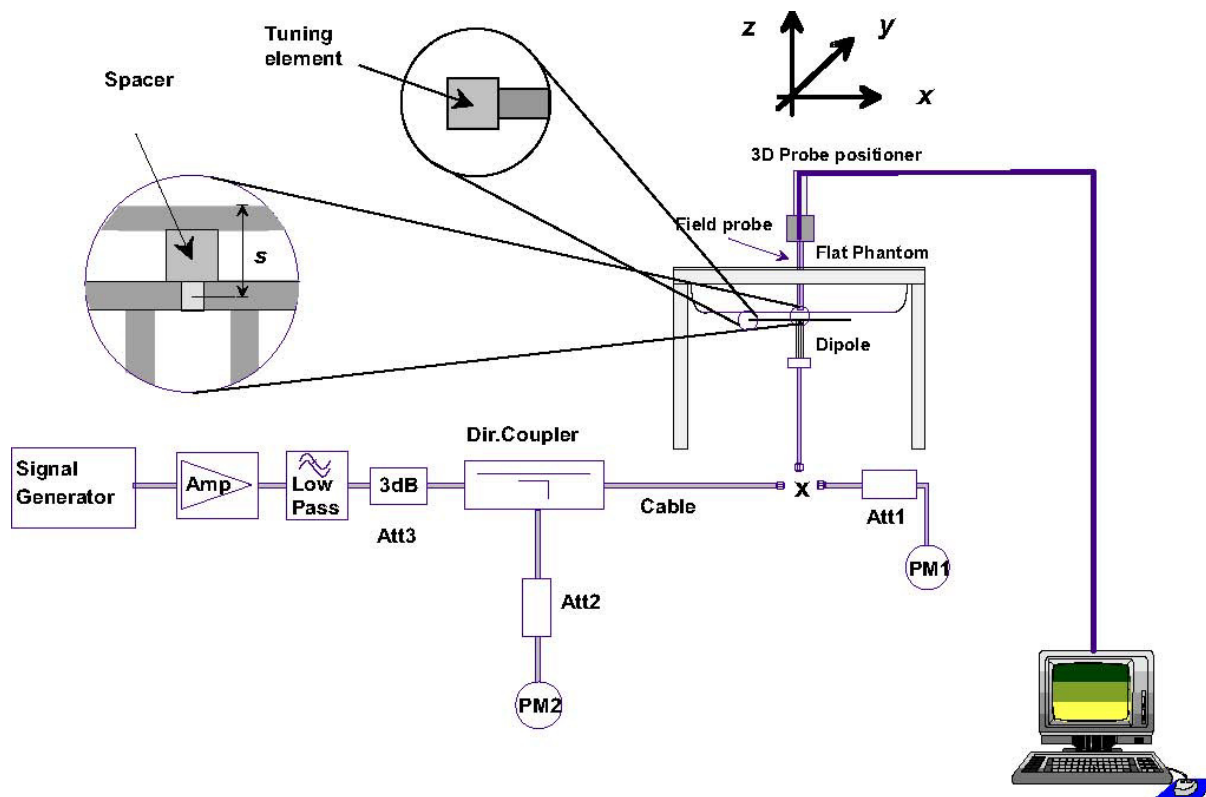 Tuning
element
Spacer
z
y
x
3D Probe positioner
Field probe
Flat Phantom
s
Dipole
Dir.Coupler
Signal
Generator
Amp
Low
Pass
3dB
Att3
Cable
x
Att1
PM1
Att2
PM2